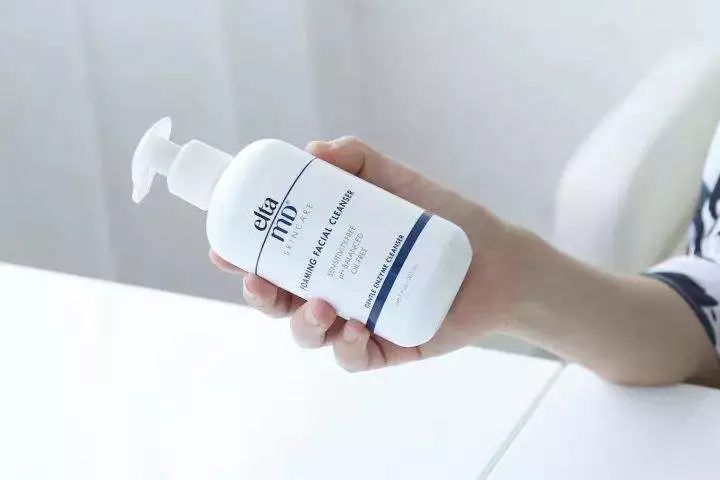 elta
MD®
SKINCARE
FOAMING FACIAL CLEANSER
SENSITIVITY-FREE
pH BALANCED
OIL FREE
GENTLE ENZYME CLEANSER